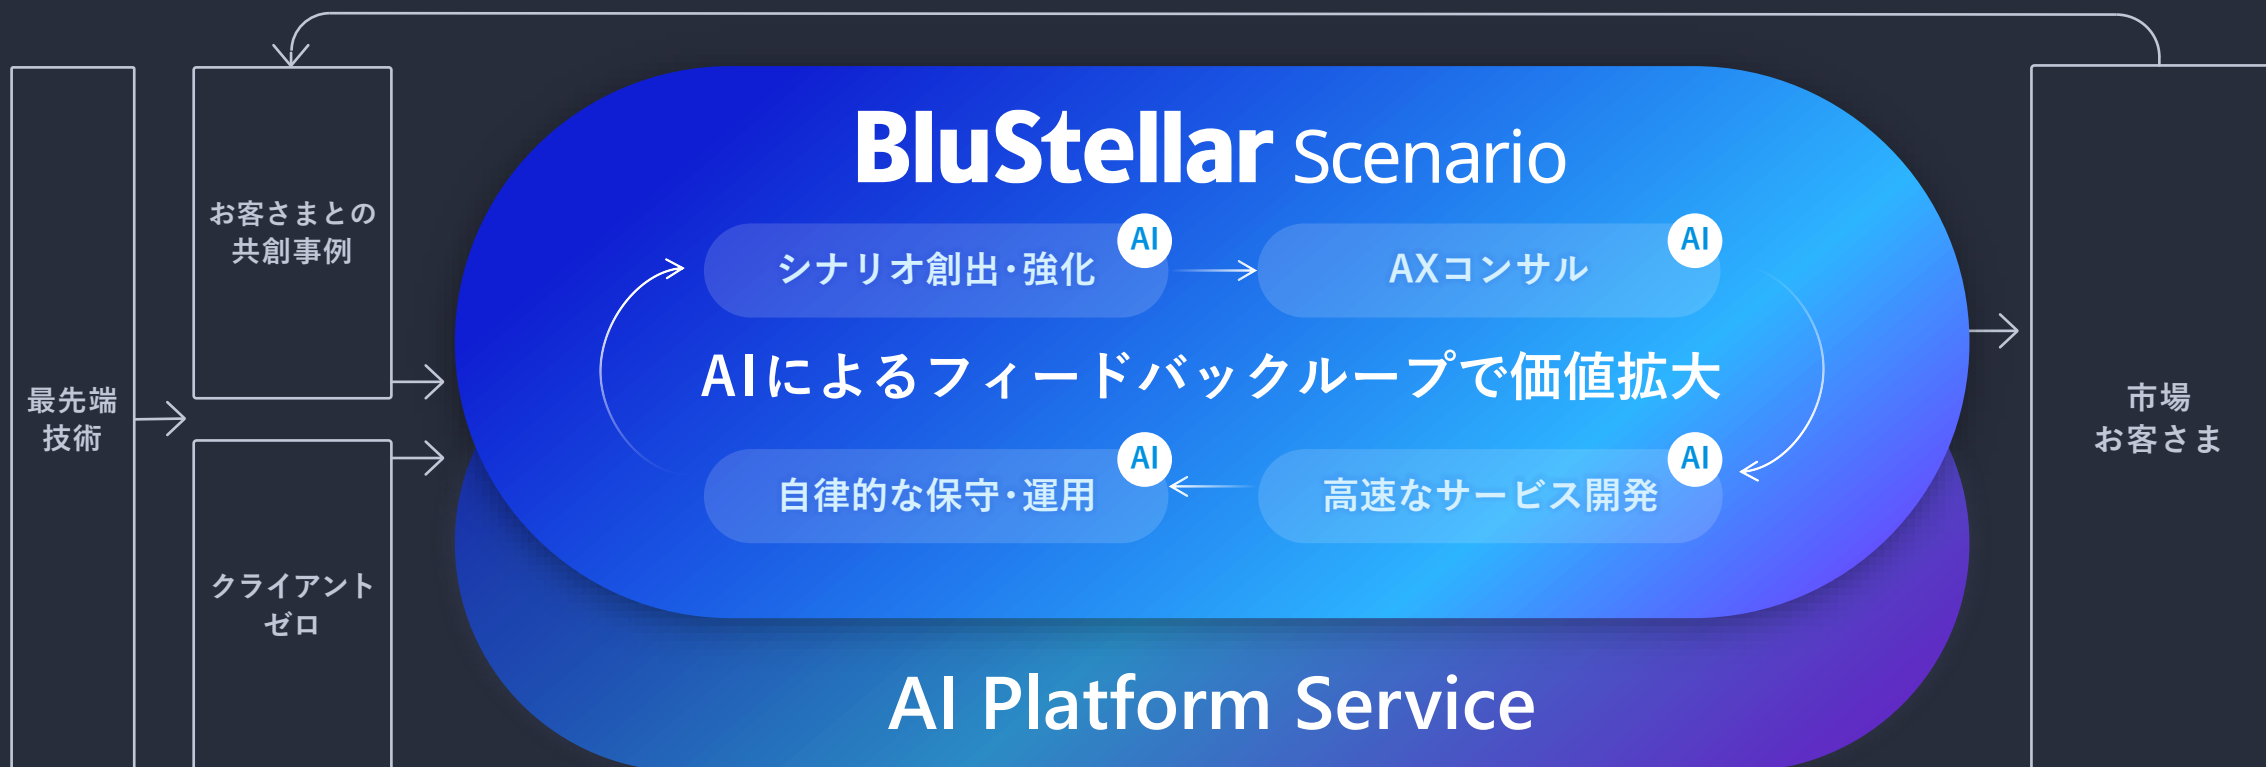 最先端
技術
お客さまとの
共創事例
クライアント
ゼロ
BluStellar Scenario
シナリオ創出・強化
AI
AXコンサル
AI
AIによるフィードバックループで価値拡大
自律的な保守・運用
AI
高速なサービス開発
AI
AI Platform Service
市場
お客さま